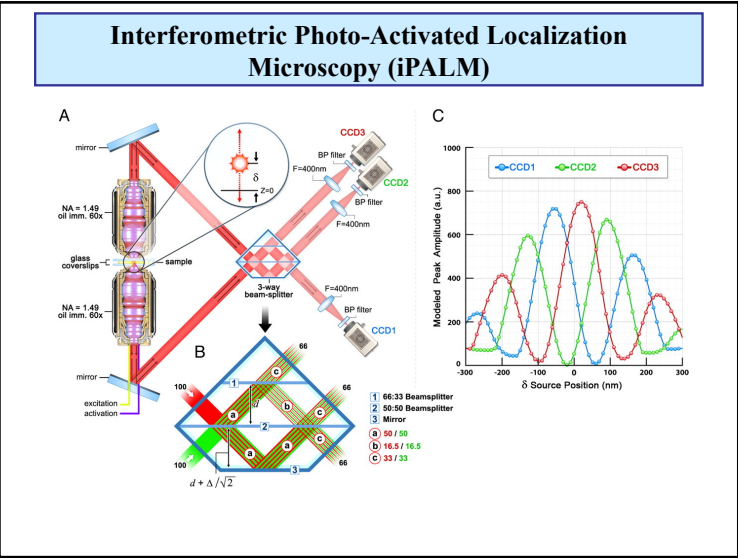 Interferometric Photo-Activated Localization
Microscopy (iPALM)
A
mirror
NA = 1.49
oil imm. 60x
glass
coverslips
sample
NA = 1.49
oil imm. 60x
mirror
excitation
activation
δ
Z=0
CCD3
BP filter
F=400nm
CCD2
BP filter
F=400nm
3-way
beam-splitter
F=400nm
BP filter
CCD1
B
66
66
66
66
100
100
1
2
3
a
a
a
a
b
c
c
c
c
d
d + Δ/√2
1 66:33 Beamsplitter
2 50:50 Beamsplitter
3 Mirror
a 50 / 50
b 16.5 / 16.5
c 33 / 33
C
CCD1 CCD2 CCD3
Modeled Peak Amplitude (a.u.)
1000
800
600
400
200
0
-300 -200 -100 0 100 200 300
δ Source Position (nm)